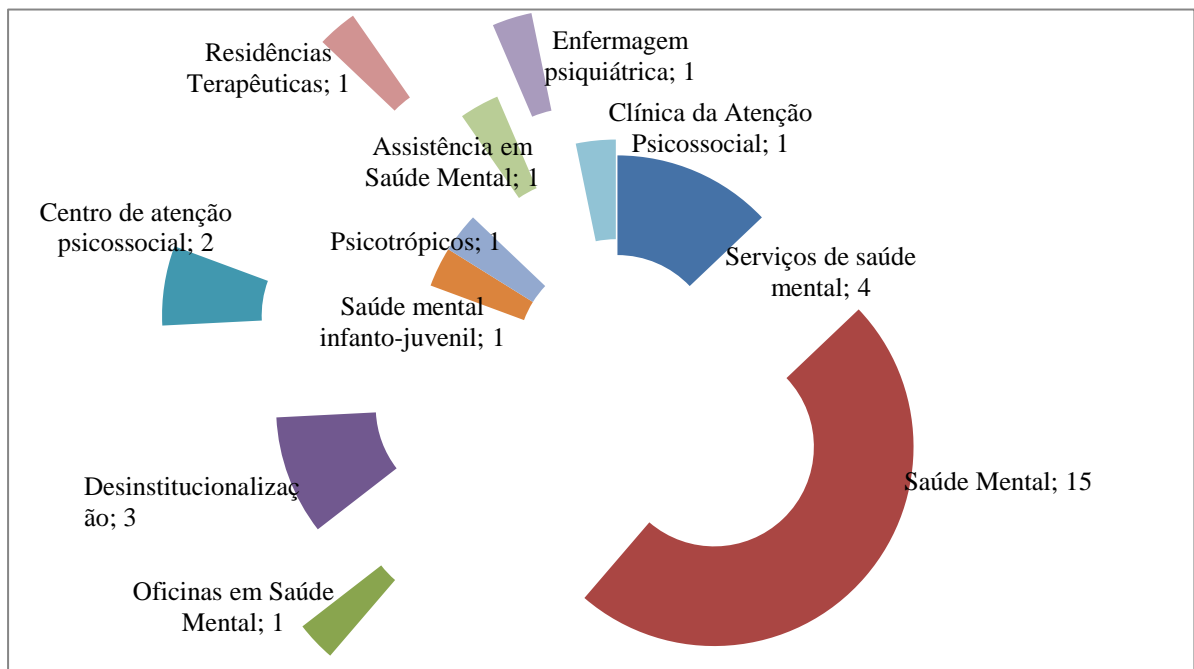 Residências
Terapêuticas; 1
Enfermagem
psiquiátrica; 1
Clínica da Atenção
Psicossocial; 1
Assistência em
Saúde Mental; 1
Centro de atenção
psicossocial; 2
Psicotrópicos; 1
Serviços de saúde
mental; 4
Saúde mental
infanto-juvenil; 1
Saúde Mental; 15
Desinstitucionalizaç
ão; 3
Oficinas em Saúde
Mental; 1